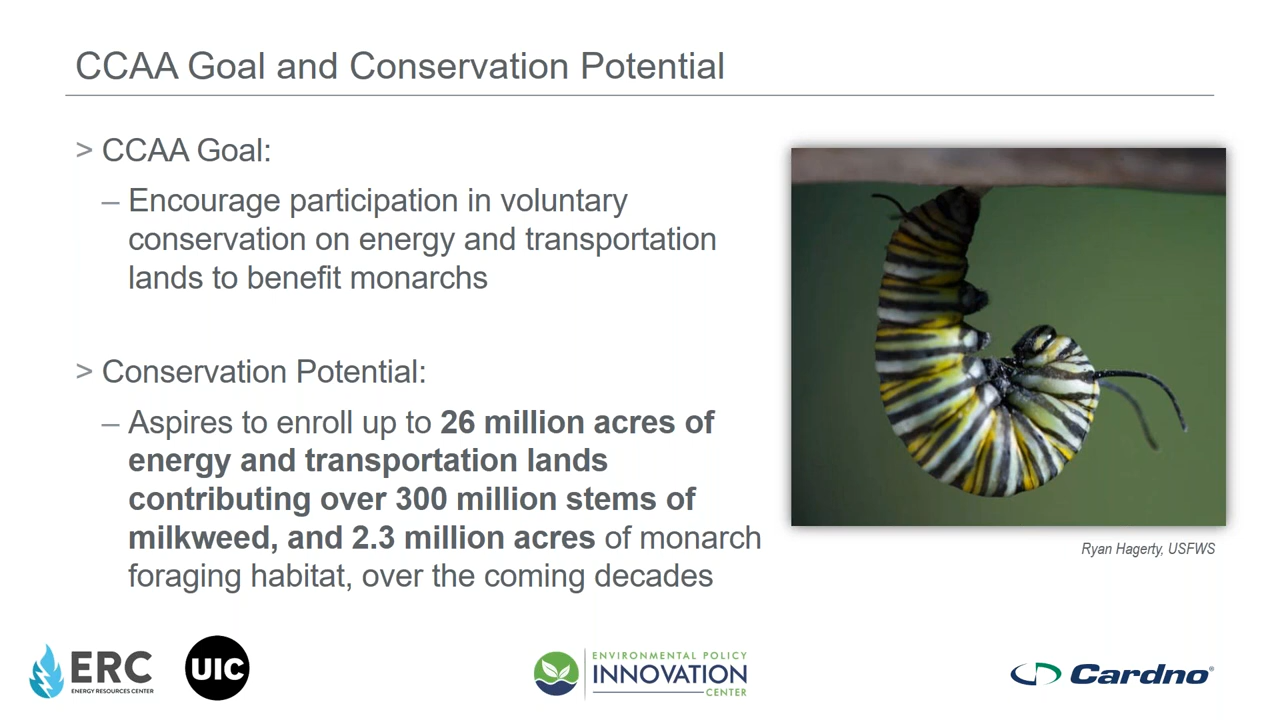 CCAA Goal and Conservation Potential
> CCAA Goal:
– Encourage participation in voluntary
conservation on energy and transportation
lands to benefit monarchs
> Conservation Potential:
– Aspires to enroll up to 26 million acres of
energy and transportation lands
contributing over 300 million stems of
milkweed, and 2.3 million acres of monarch
foraging habitat, over the coming decades
Ryan Hagerty, USFWS
ERC
ENERGY RESOURCES CENTER
UIC
ENVIRONMENTAL POLICY
INNOVATION
CENTER
Cardno®